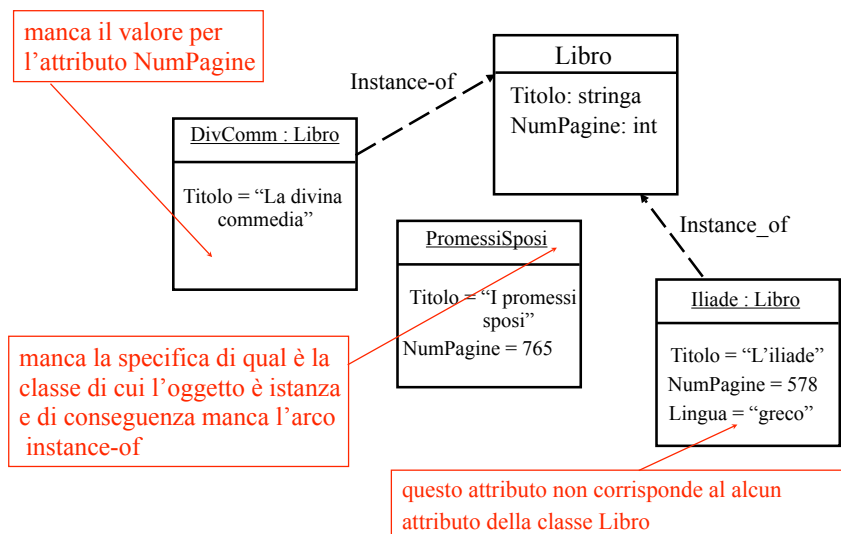 manca il valore per
l’attributo NumPagine
Libro
Titolo: stringa
NumPagine: int
Instance-of
DivComm : Libro
Titolo = “La divina
commedia”
PromessiSposi
Titolo = “I promessi
sposi”
NumPagine = 765
Instance_of
Iliade : Libro
Titolo = “L’iliade”
NumPagine = 578
Lingua = “greco”
manca la specifica di qual è la
classe di cui l’oggetto è istanza
e di conseguenza manca l’arco
instance-of
questo attributo non corrisponde al alcun
attributo della classe Libro